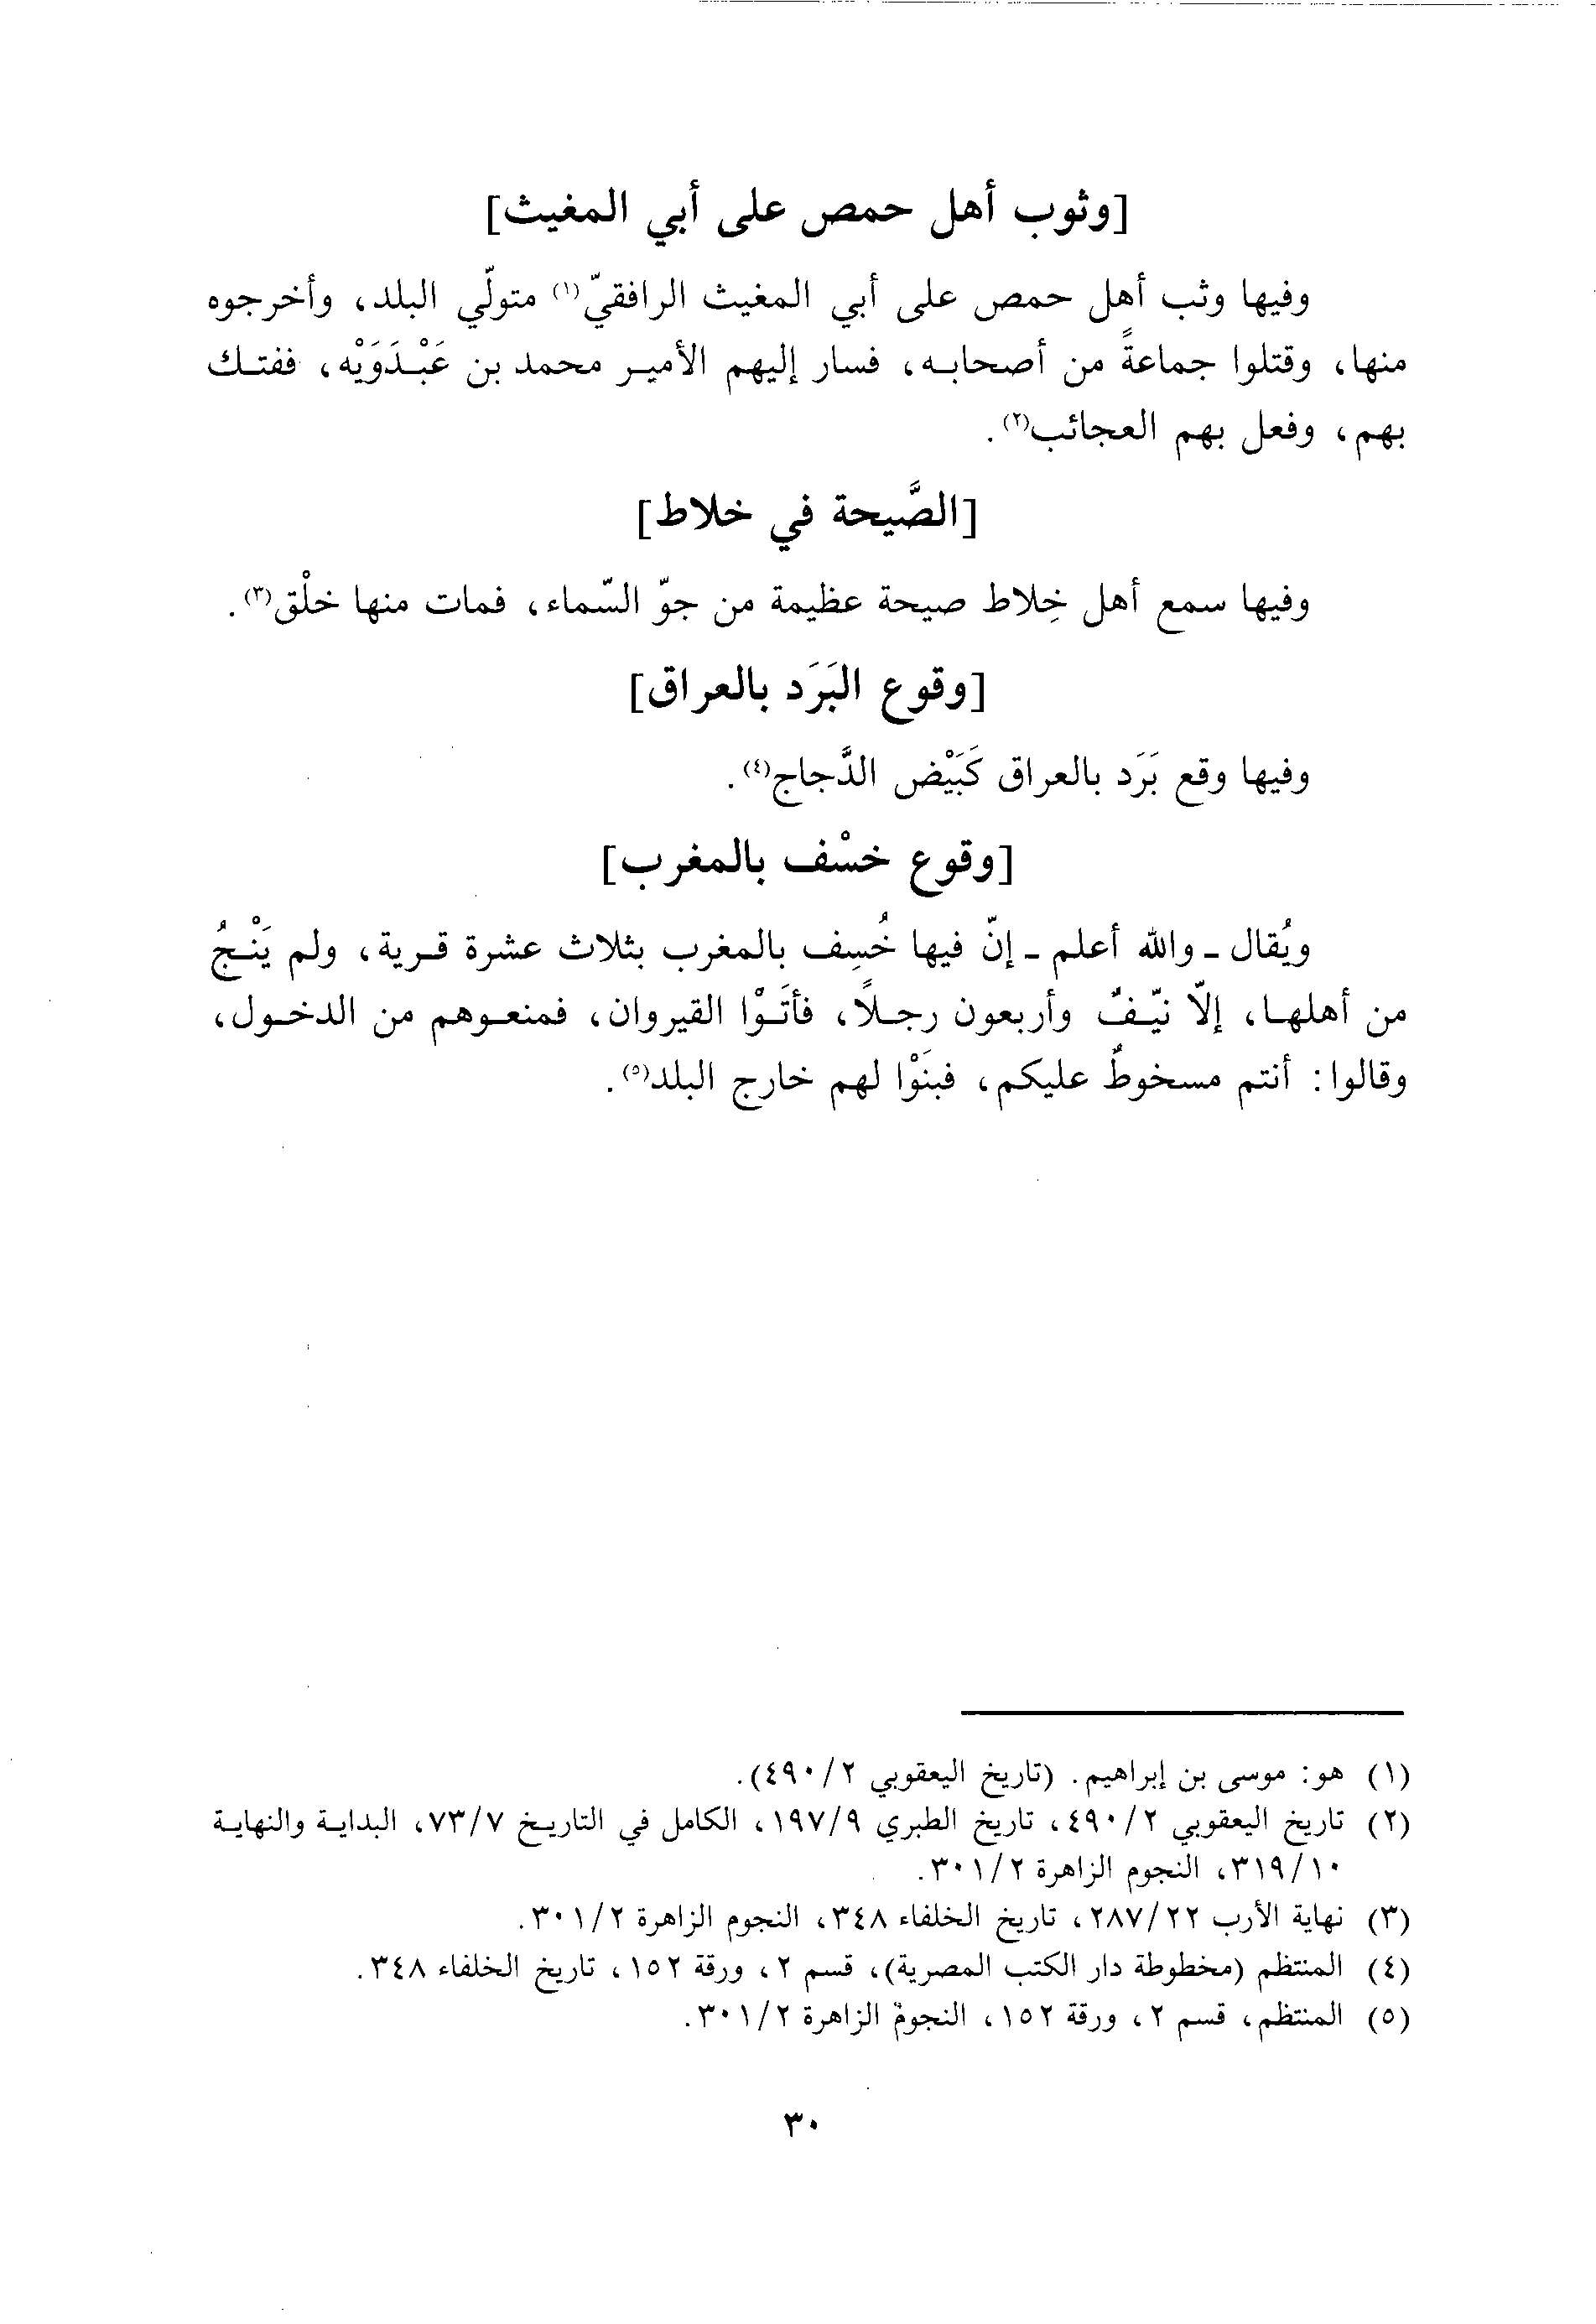 [وثوب أهل حمص على أبي المغيث]
وفيها وثب أهل حمص على أبي المغيث الرافقيّ(١) متولّي البلد، وأخرجوه
منها، وقتلوا جماعةً من أصحابه، فسار إليهم الأمير محمد بن عَبْدَوَيْه، ففتك
بهم، وفعل بهم العجائب(٢).
[الصَّيحة في خلاط]
وفيها سمع أهل خِلاط صيحة عظيمة من جوّ السّماء، فمات منها خلْق(٣).
[وقوع البَرَد بالعراق]
وفيها وقع بَرَد بالعراق كَبَيْض الدَّجاج(٤).
[وقوع خسْف بالمغرب]
ويُقال ـ والله أعلم ـ إنّ فيها خُسِف بالمغرب بثلاث عشرة قرية، ولم يَنْجُ
من أهلها، إلّا نيّفٌ وأربعون رجلًا، فأتَوْا القيروان، فمنعوهم من الدخول،
وقالوا: أنتم مسخوطٌ عليكم، فبنَوْا لهم خارج البلد(٥).
(١) هو: موسى بن إبراهيم. (تاريخ اليعقوبي ٢/٤٩٠).
(٢) تاريخ اليعقوبي ٢/٤٩٠، تاريخ الطبري ٩/١٩٧، الكامل في التاريخ ٧/٧٣، البداية والنهاية
١٠/٣١٩، النجوم الزاهرة ٢/٣٠١.
(٣) نهاية الأرب ٢٢/٢٨٧، تاريخ الخلفاء ٣٤٨، النجوم الزاهرة ٢/٣٠١.
(٤) المنتظم (مخطوطة دار الكتب المصرية)، قسم ٢، ورقة ١٥٢، تاريخ الخلفاء ٣٤٨.
(٥) المنتظم، قسم ٢، ورقة ١٥٢، النجوم الزاهرة ٢/٣٠١.
٣٠